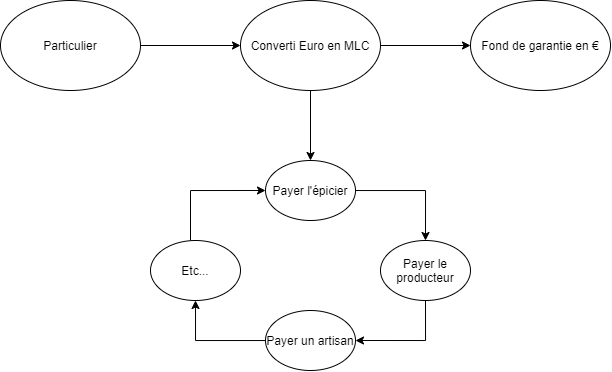 Particulier
Converti Euro en MLC
Fond de garantie en €
Payer l'épicier
Etc...
Payer le
producteur
Payer un artisan